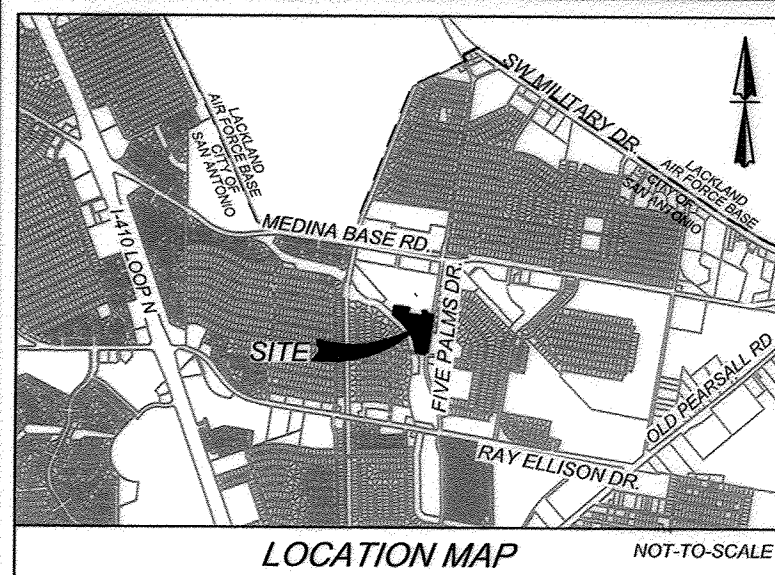 SW MILITARY DR.
LACKLAND
AIR FORCE BASE
CITY OF
SAN ANTONIO
LACKLAND
AIR FORCE BASE
CITY OF
SAN ANTONIO
I-410 LOOP N
MEDINA BASE RD.
FIVE PALMS DR.
SITE
OLD PEARSALL RD
RAY ELLISON DR.
LOCATION MAP
NOT-TO-SCALE